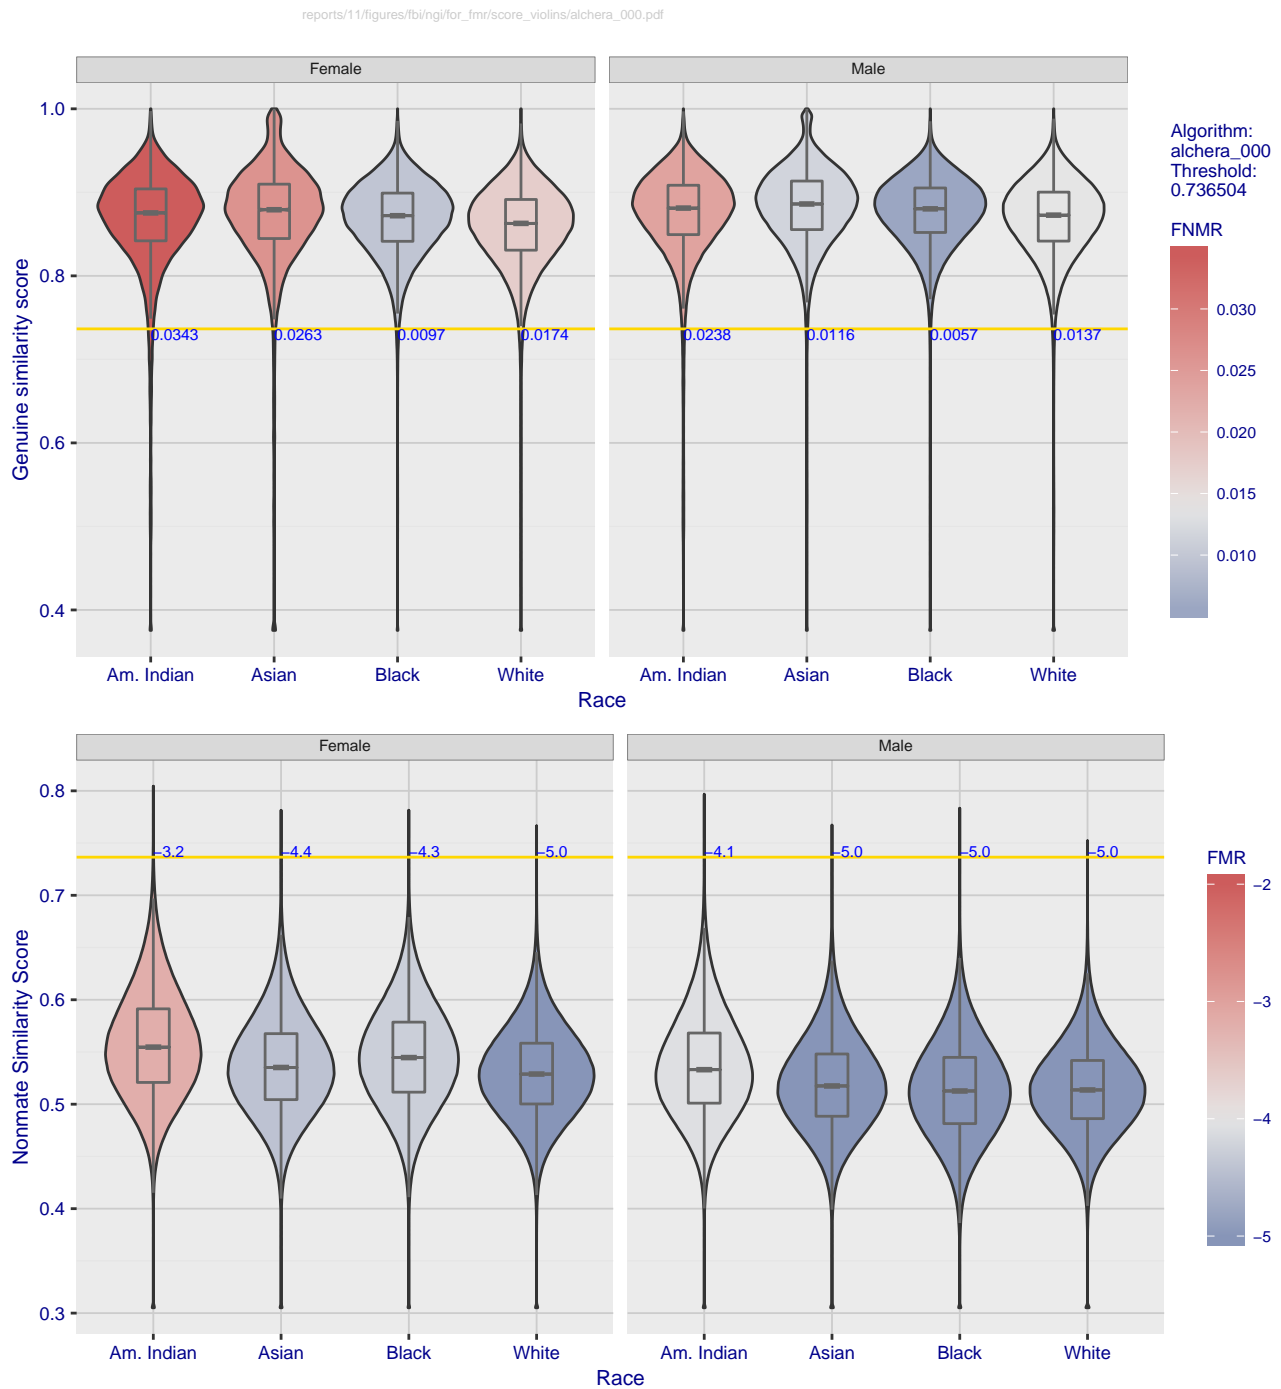 reports/11/figures/fbi/ngi/for_fmr/score_violins/alchera_000.pdf
Female
Male
Genuine similarity score
1.0
0.8
0.6
0.4
0.0343
0.0263
0.0097
0.0174
0.0238
0.0116
0.0057
0.0137
Am. Indian
Asian
Black
White
Am. Indian
Asian
Black
White
Race
Algorithm:
alchera_000
Threshold:
0.736504
FNMR
0.030
0.025
0.020
0.015
0.010
Female
Male
Nonmate Similarity Score
0.8
0.7
0.6
0.5
0.4
0.3
−3.2
−4.4
−4.3
−5.0
−4.1
−5.0
−5.0
−5.0
Am. Indian
Asian
Black
White
Am. Indian
Asian
Black
White
Race
FMR
−2
−3
−4
−5